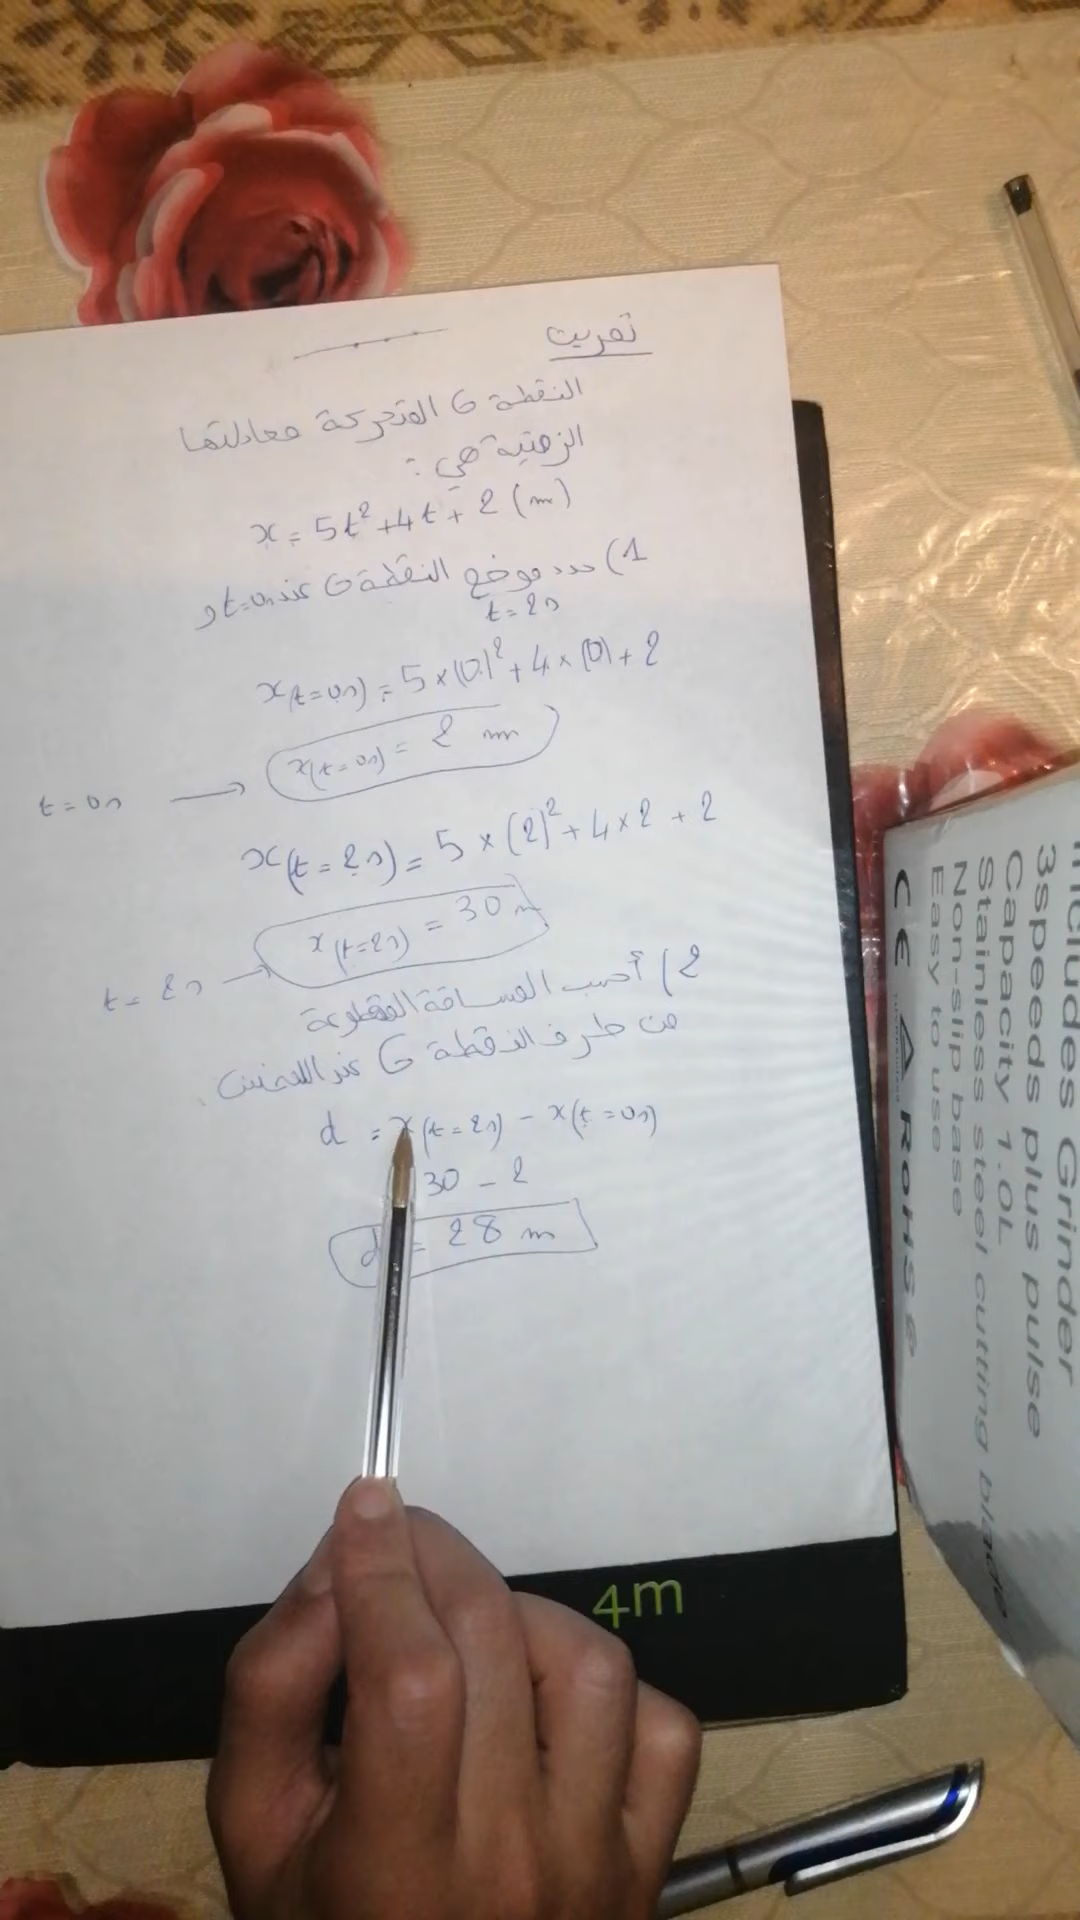 تمرين
النقطة G المتحركة معادلتها
الزمنية هي :
x = 5t² + 4t + 2 (m)
1) حدد موضع النقطة G عند t=0s و
t=2s
x(t=0s) = 5×(0)² + 4×(0) + 2
x(t=0s) = 2 m
t = 0s →
x(t=2s) = 5×(2)² + 4×2 + 2
x(t=2s) = 30 m
t = 2s →
2) أحسب المسافة المقطوعة
من طرف النقطة G عند اللحظتين.
d = x(t=2s) - x(t=0s)
30 - 2
d = 28 m
4m
Includes Grinder
3speeds plus pulse
Capacity 1.0L
Stainless steel cutting blade
Non-slip base
Easy to use
CE RoHS